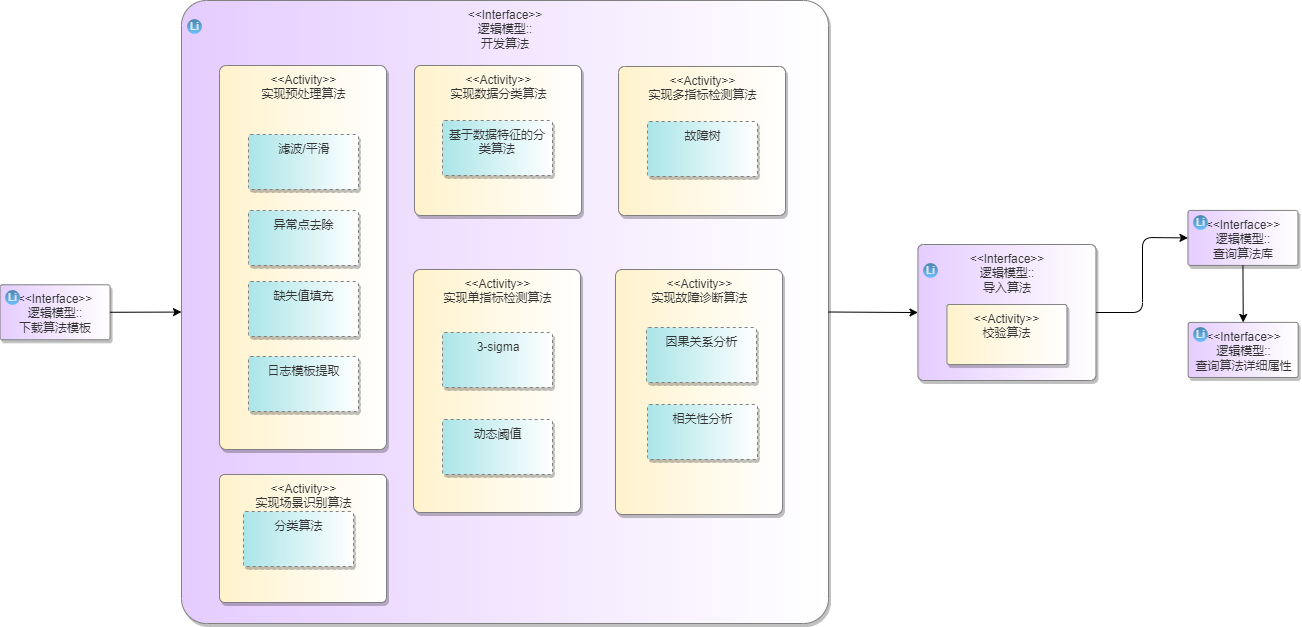 Li
<<Interface>>
逻辑模型::
下载算法模板
Li
<<Interface>>
逻辑模型::
开发算法
<<Activity>>
实现预处理算法
滤波/平滑
异常点去除
缺失值填充
日志模板提取
<<Activity>>
实现数据分类算法
基于数据特征的分
类算法
<<Activity>>
实现多指标检测算法
故障树
<<Activity>>
实现单指标检测算法
3-sigma
动态阈值
<<Activity>>
实现故障诊断算法
因果关系分析
相关性分析
<<Activity>>
实现场景识别算法
分类算法
Li
<<Interface>>
逻辑模型::
导入算法
<<Activity>>
校验算法
Li
<<Interface>>
逻辑模型::
查询算法库
Li
<<Interface>>
逻辑模型::
查询算法详细属性